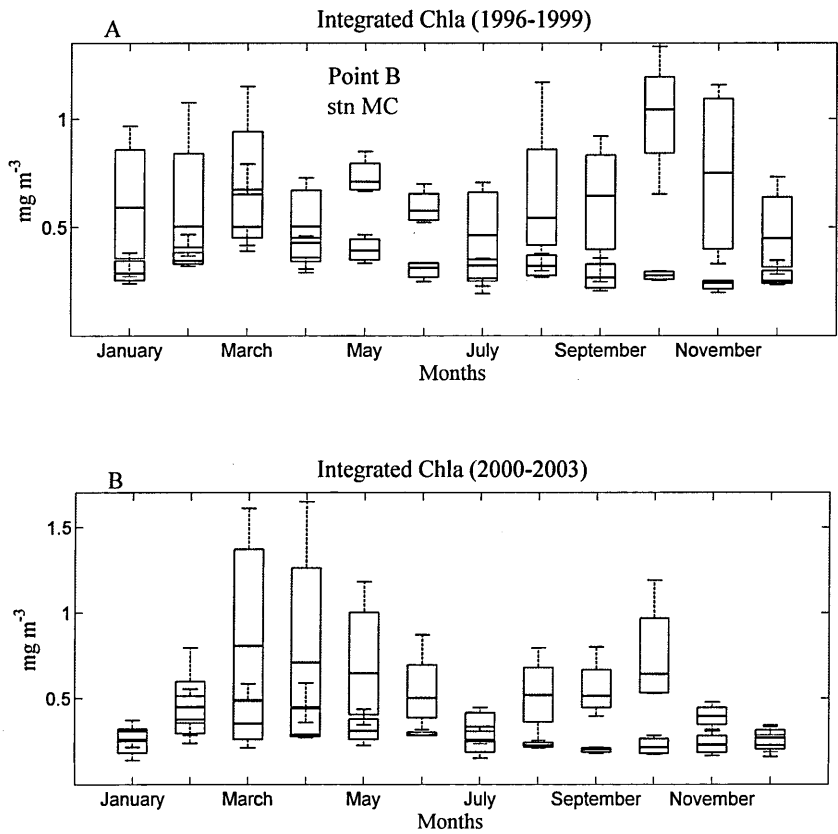 A
Integrated Chla (1996-1999)
Point B
stn MC
1
0.5
mg m-3
January March May July September November
Months
B
Integrated Chla (2000-2003)
1.5
1
0.5
mg m-3
January March May July September November
Months